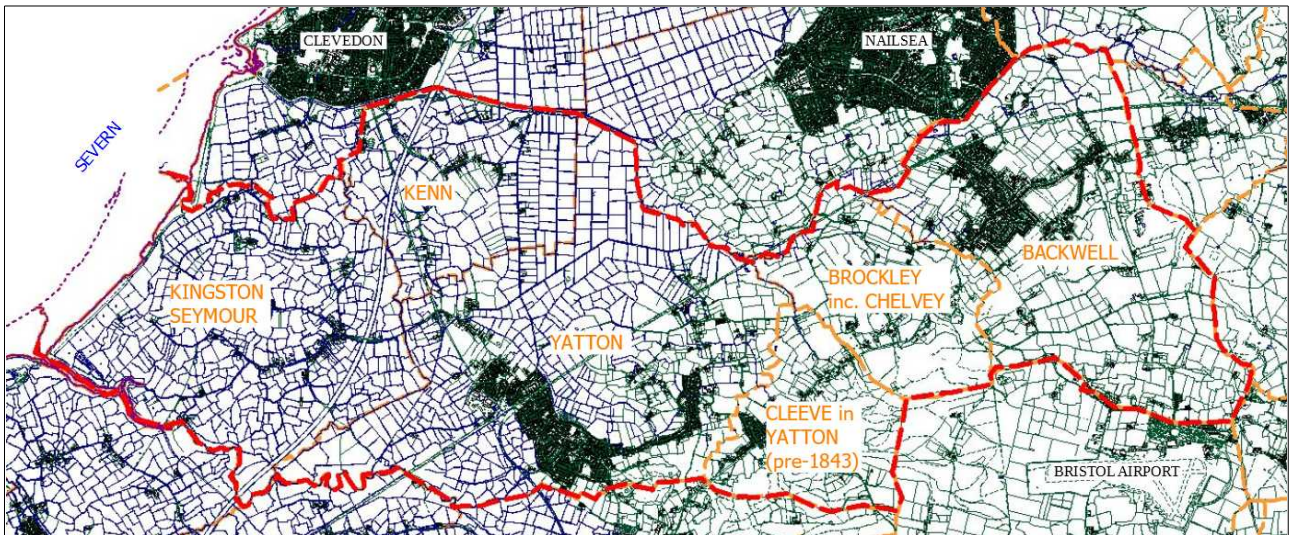 CLEVEDON
NAILSEA
SEVERN
KENN
KINGSTON
SEYMOUR
BACKWELL
BROCKLEY
inc. CHELVEY
YATTON
CLEEVE in
YATTON
(pre-1843)
BRISTOL AIRPORT